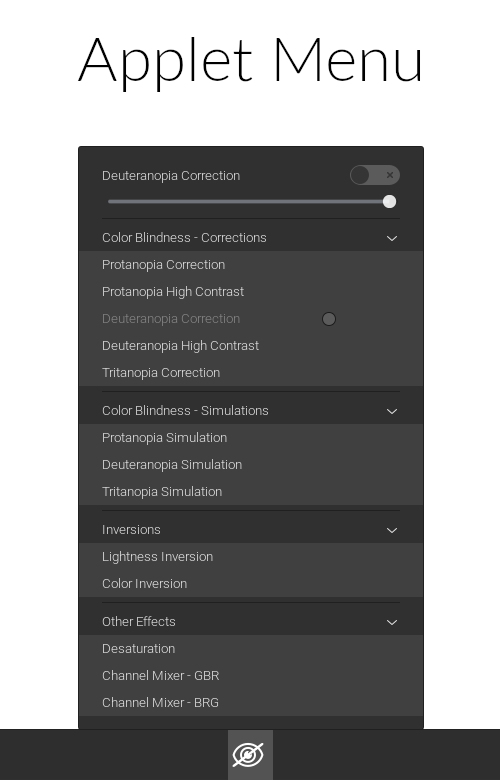 Applet Menu
Deuteranopia Correction
Color Blindness - Corrections
Protanopia Correction
Protanopia High Contrast
Deuteranopia Correction
Deuteranopia High Contrast
Tritanopia Correction
Color Blindness - Simulations
Protanopia Simulation
Deuteranopia Simulation
Tritanopia Simulation
Inversions
Lightness Inversion
Color Inversion
Other Effects
Desaturation
Channel Mixer - GBR
Channel Mixer - BRG